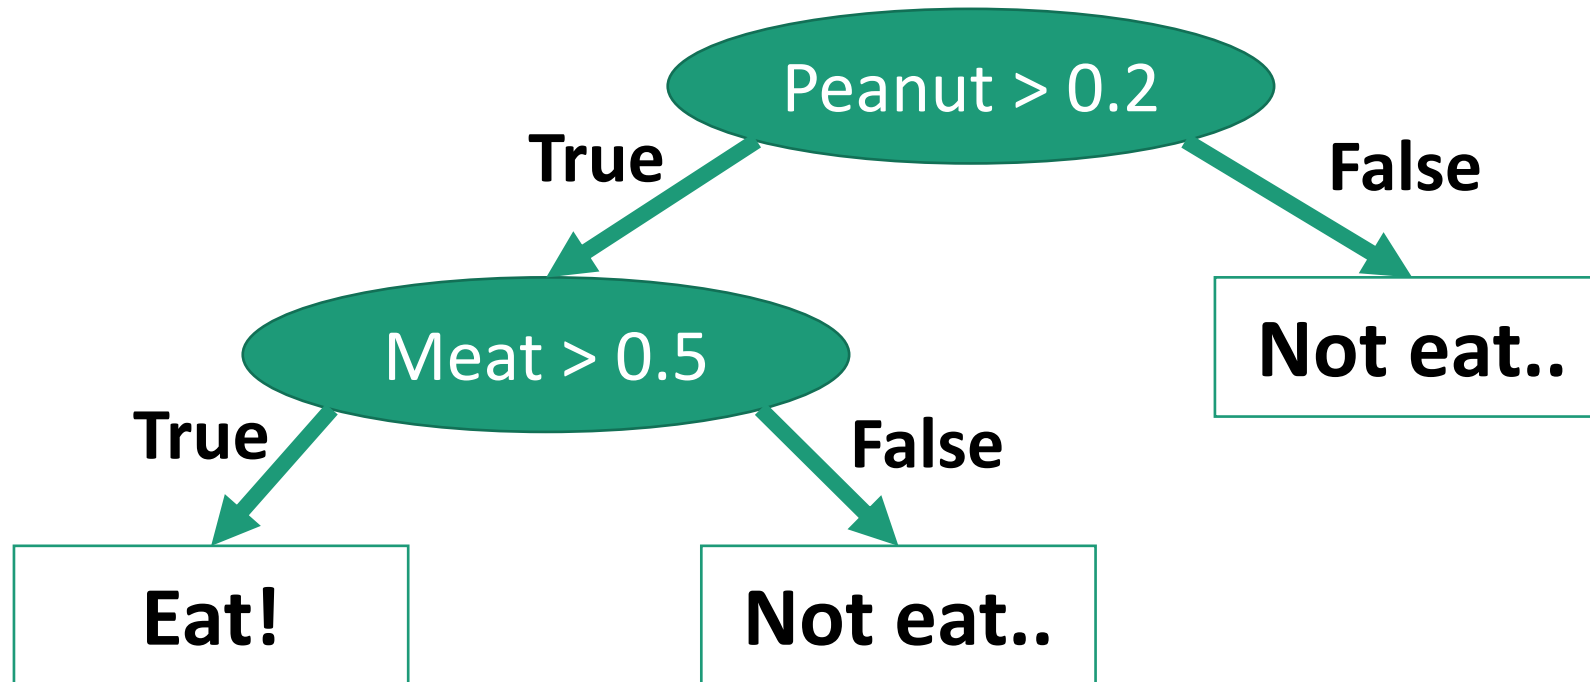 Peanut > 0.2
True
False
Meat > 0.5
Not eat..
True
False
Eat!
Not eat..